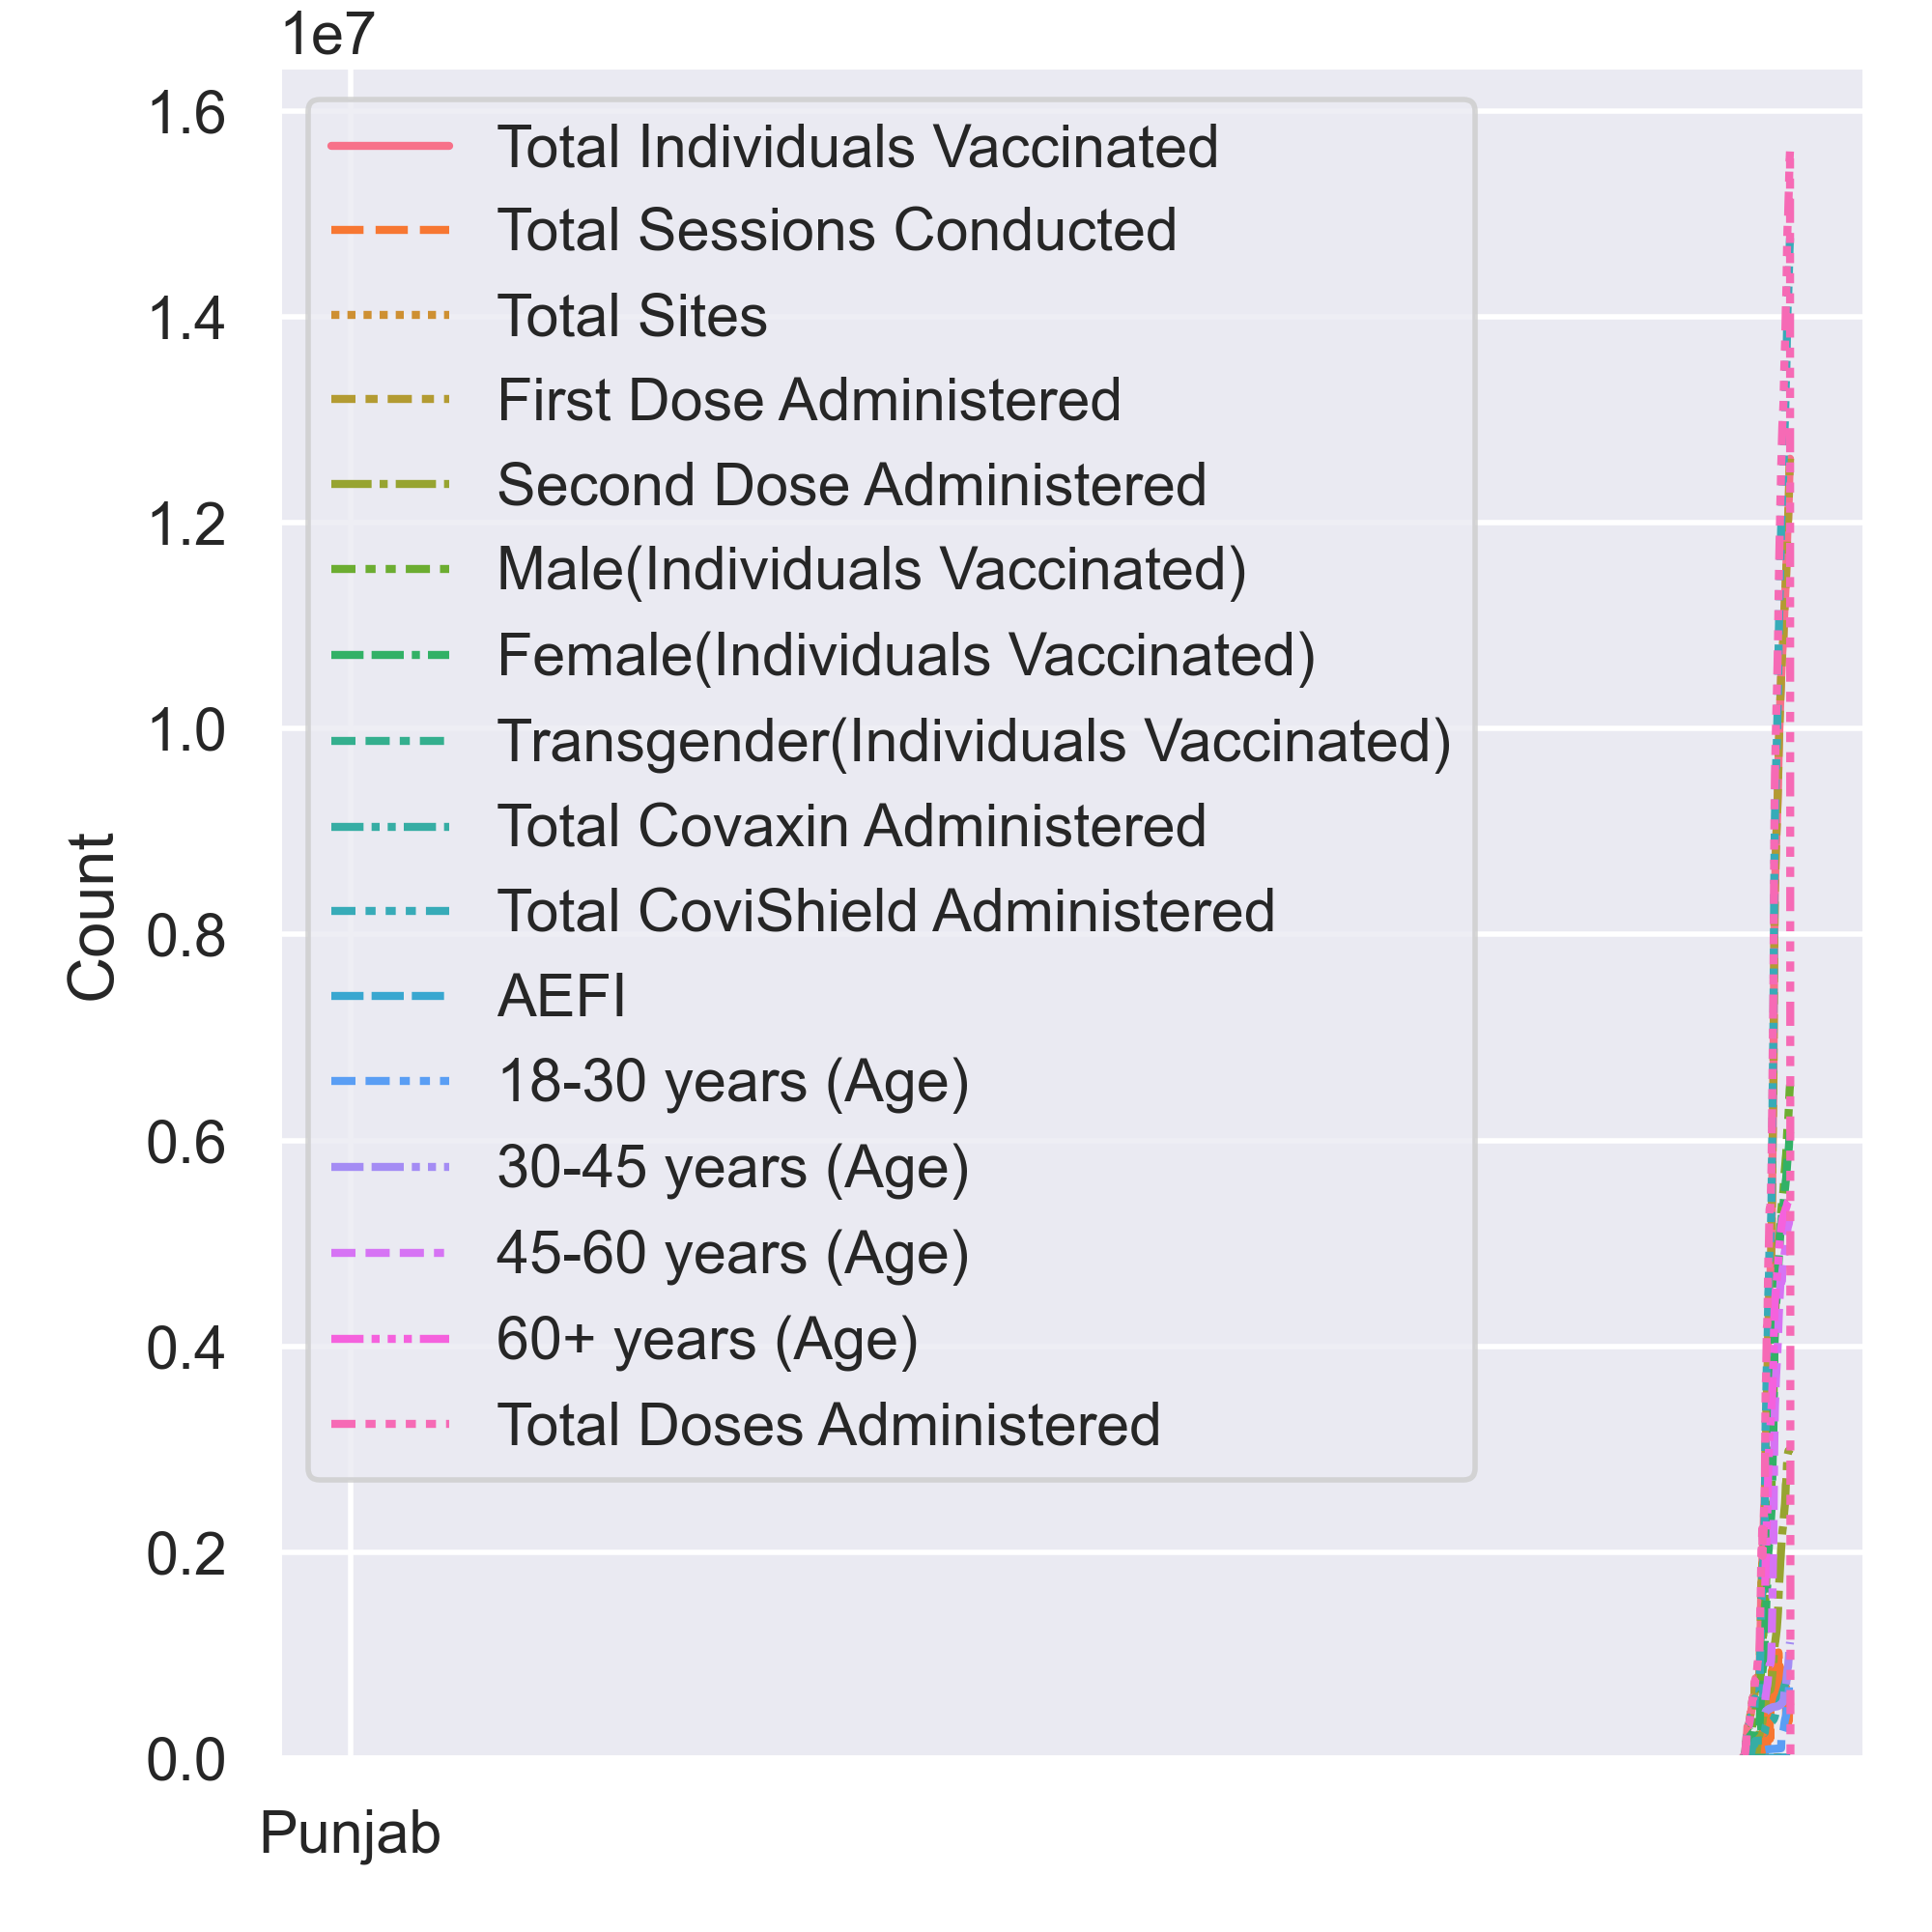 1e7
1.6
1.4
1.2
1.0
0.8
0.6
0.4
0.2
0.0
Count
Punjab
Total Individuals Vaccinated
Total Sessions Conducted
Total Sites
First Dose Administered
Second Dose Administered
Male(Individuals Vaccinated)
Female(Individuals Vaccinated)
Transgender(Individuals Vaccinated)
Total Covaxin Administered
Total CoviShield Administered
AEFI
18-30 years (Age)
30-45 years (Age)
45-60 years (Age)
60+ years (Age)
Total Doses Administered